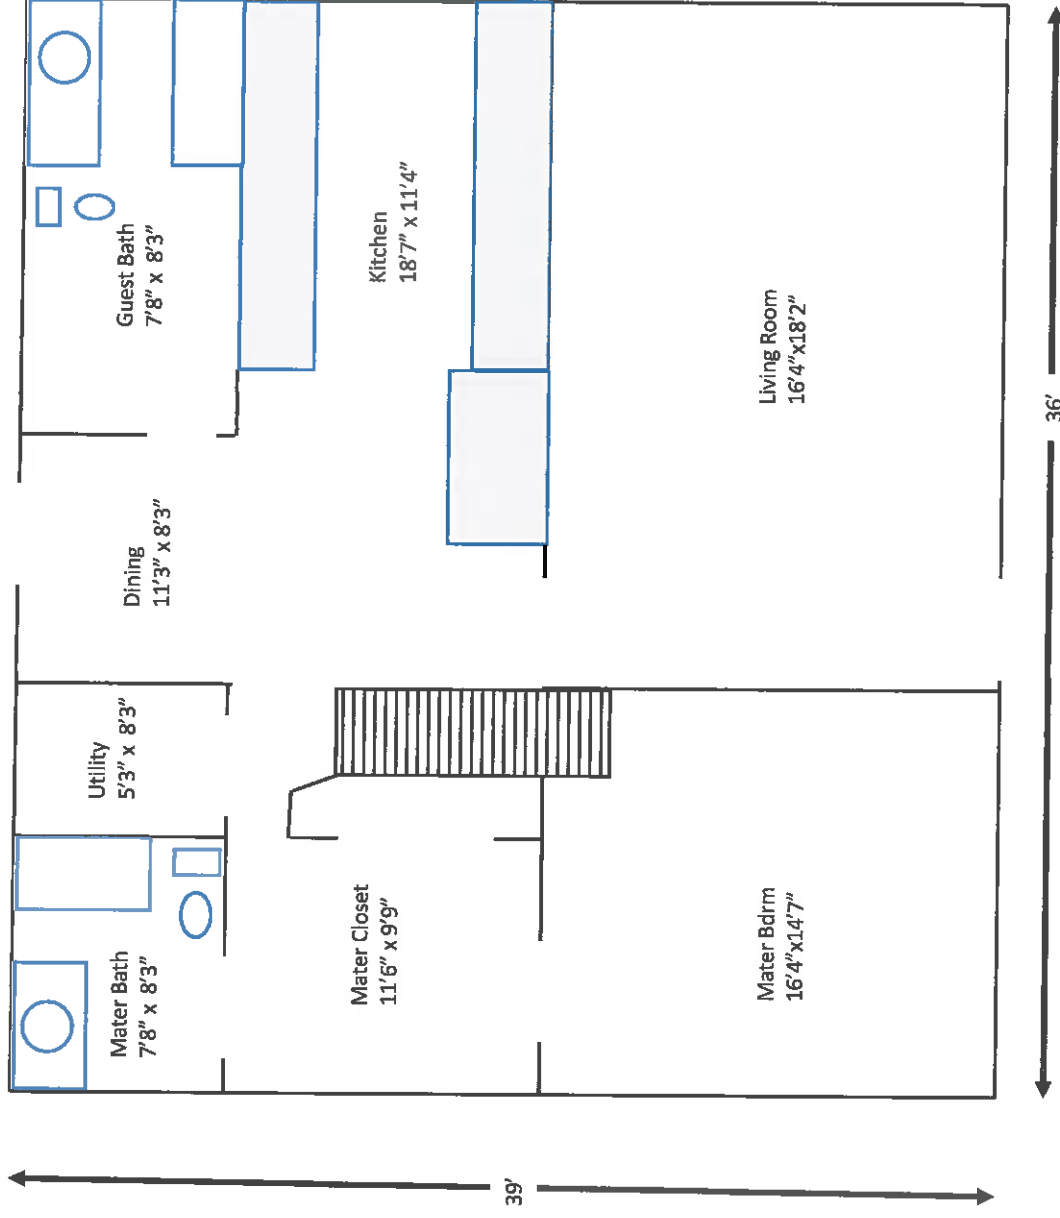 Mater Bath
7'8" x 8'3"
Utility
5'3" x 8'3"
Dining
11'3" x 8'3"
Guest Bath
7'8" x 8'3"
Mater Closet
11'6" x 9'9"
Kitchen
18'7" x 11'4"
Mater Bdrm
16'4"x14'7"
Living Room
16'4"x18'2"
39'
36'